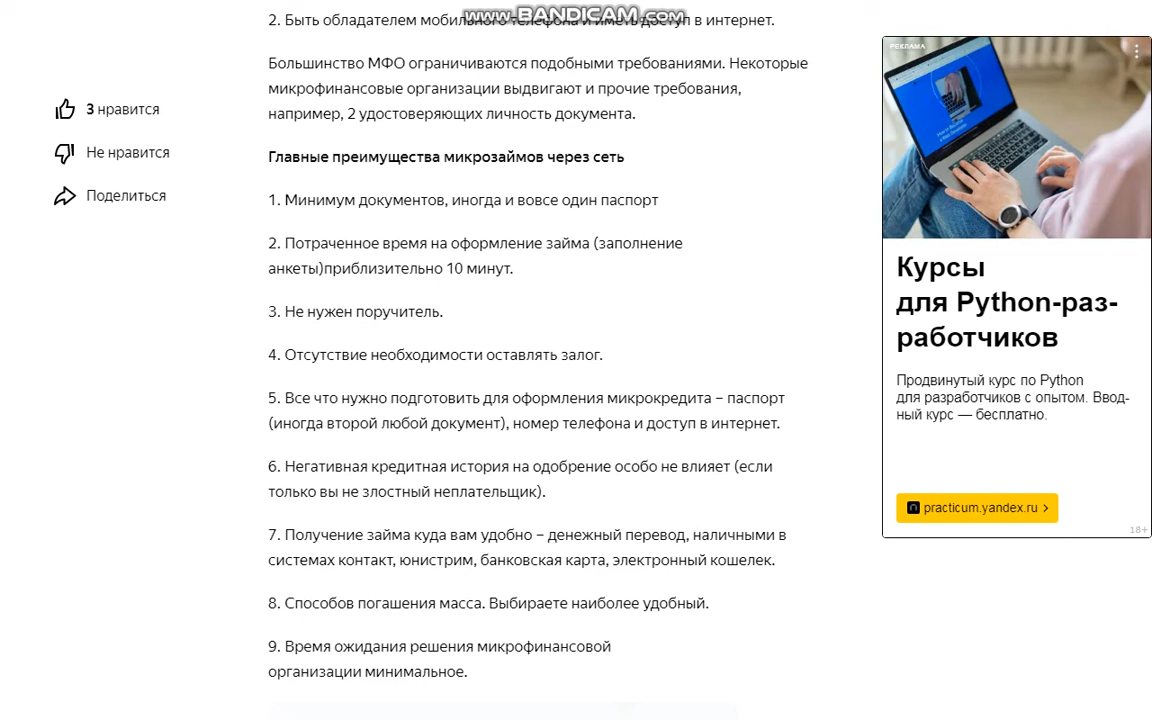 www.BANDICAM.com
2. Быть обладателем мобильного телефона и иметь доступ в интернет.
Большинство МФО ограничиваются подобными требованиями. Некоторые
микрофинансовые организации выдвигают и прочие требования,
например, 2 удостоверяющих личность документа.
3 нравится
Не нравится
Поделиться
Главные преимущества микрозаймов через сеть
1. Минимум документов, иногда и вовсе один паспорт
2. Потраченное время на оформление займа (заполнение
анкеты)приблизительно 10 минут.
3. Не нужен поручитель.
4. Отсутствие необходимости оставлять залог.
5. Все что нужно подготовить для оформления микрокредита – паспорт
(иногда второй любой документ), номер телефона и доступ в интернет.
6. Негативная кредитная история на одобрение особо не влияет (если
только вы не злостный неплательщик).
7. Получение займа куда вам удобно – денежный перевод, наличными в
системах контакт, юнистрим, банковская карта, электронный кошелек.
8. Способов погашения масса. Выбираете наиболее удобный.
9. Время ожидания решения микрофинансовой
организации минимальное.
РЕКЛАМА
Курсы
для Python-раз-
работчиков
Продвинутый курс по Python
для разработчиков с опытом. Ввод-
ный курс — бесплатно.
practicum.yandex.ru
18+